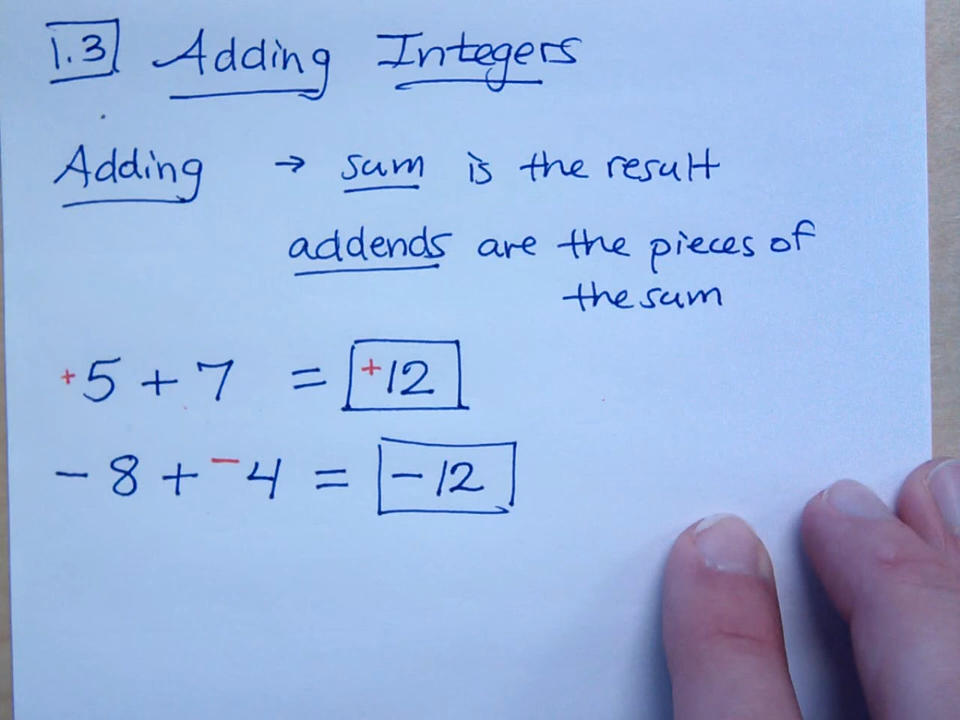 1.3 Adding Integers
Adding → sum is the result
addends are the pieces of
the sum
+5 + 7 = +12
-8 + -4 = -12